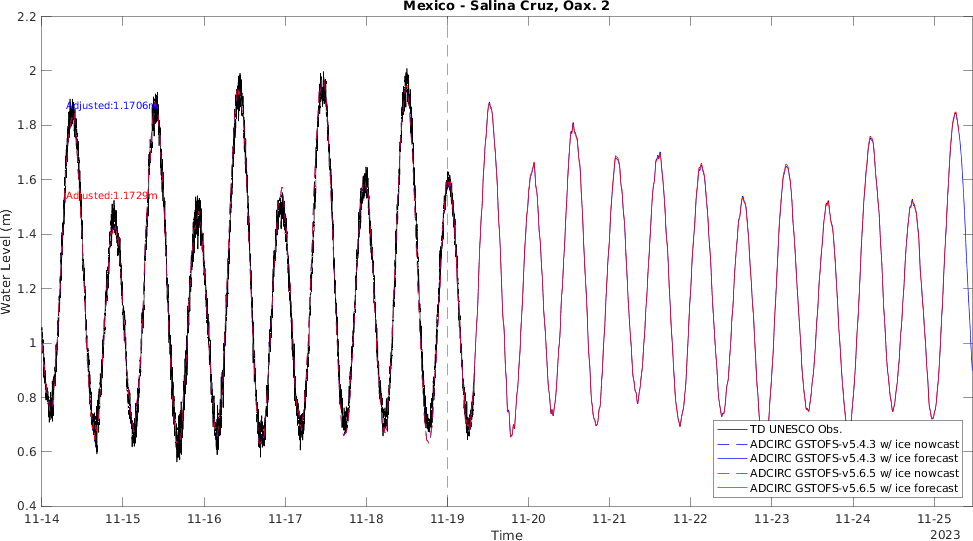 Mexico - Salina Cruz, Oax. 2
2.2
2
1.8
1.6
1.4
1.2
1
0.8
0.6
0.4
Water Level (m)
Adjusted:1.1706m
Adjusted:1.1729m
TD UNESCO Obs.
ADCIRC GSTOFS-v5.4.3 w/ ice nowcast
ADCIRC GSTOFS-v5.4.3 w/ ice forecast
ADCIRC GSTOFS-v5.6.5 w/ ice nowcast
ADCIRC GSTOFS-v5.6.5 w/ ice forecast
11-14 11-15 11-16 11-17 11-18 11-19 11-20 11-21 11-22 11-23 11-24 11-25
2023
Time